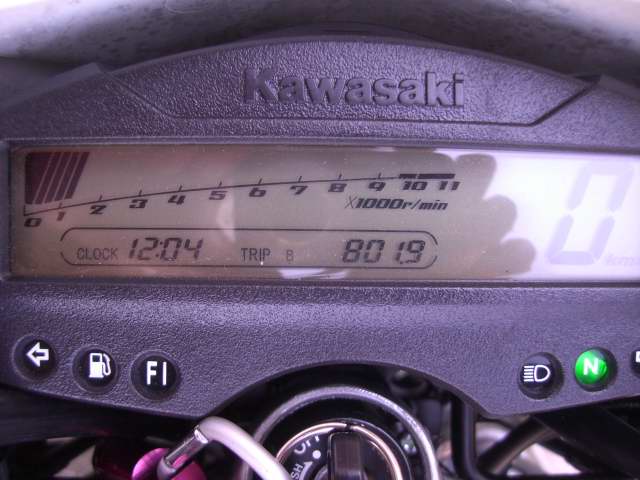 Kawasaki
0 1 2 3 4 5 6 7 8 9 10 11
X1000r/min
CLOCK 12:04 TRIP B 801.9
0
km/h
FI
N